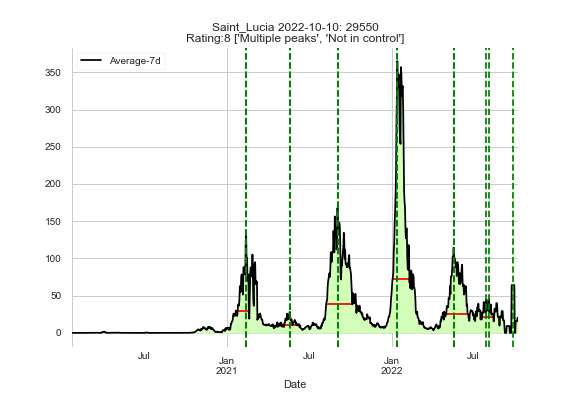 Saint_Lucia 2022-10-10: 29550
Rating:8 ['Multiple peaks', 'Not in control']
Average-7d
350
300
250
200
150
100
50
0
Jul
Jan
2021
Jul
Jan
2022
Jul
Date